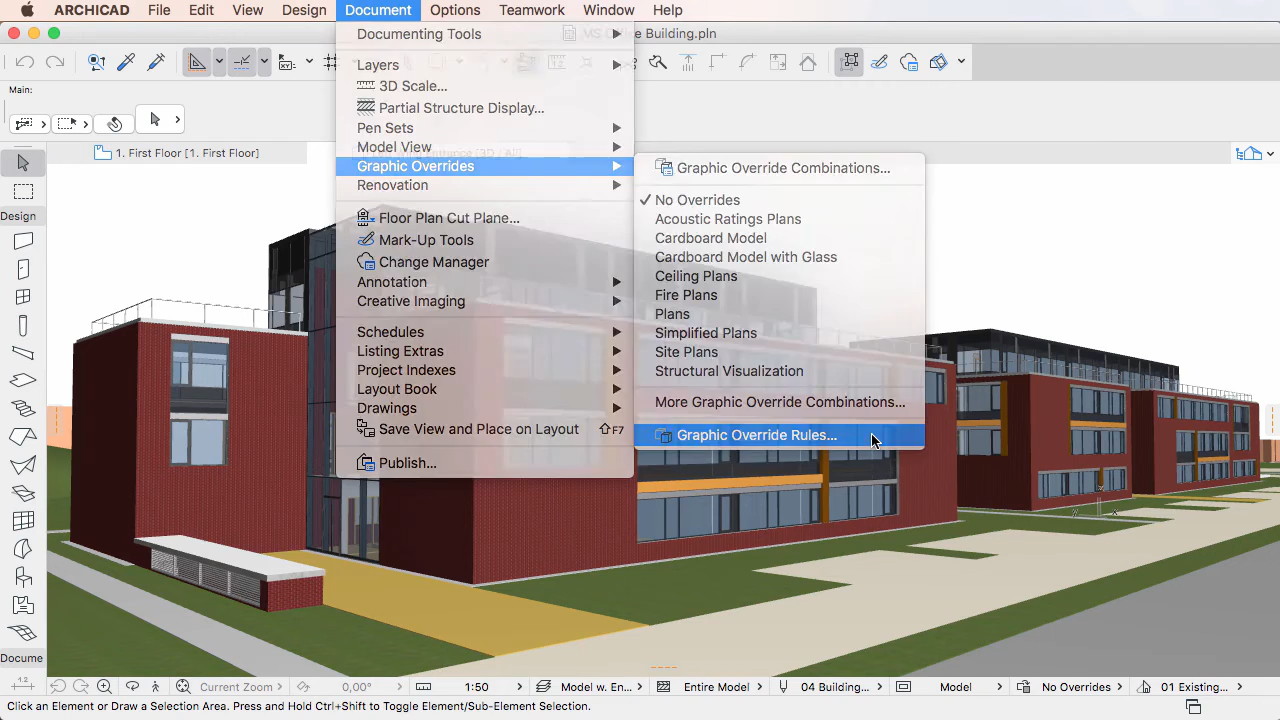 ARCHICAD File Edit View Design Document Options Teamwork Window Help
Building.pln
Main:
1. First Floor [1. First Floor]
Design
Docume
Documenting Tools
Layers
3D Scale...
Partial Structure Display...
Pen Sets
Model View
Graphic Overrides
Renovation
Floor Plan Cut Plane...
Mark-Up Tools
Change Manager
Annotation
Creative Imaging
Schedules
Listing Extras
Project Indexes
Layout Book
Drawings
Save View and Place on Layout ⇧F7
Publish...
Graphic Override Combinations...
No Overrides
Acoustic Ratings Plans
Cardboard Model
Cardboard Model with Glass
Ceiling Plans
Fire Plans
Plans
Simplified Plans
Site Plans
Structural Visualization
More Graphic Override Combinations...
Graphic Override Rules...
1.2 Current Zoom 0,00° 1:50 Model w. En... Entire Model 04 Building... Model No Overrides 01 Existing...
Click an Element or Draw a Selection Area. Press and Hold Ctrl+Shift to Toggle Element/Sub-Element Selection.